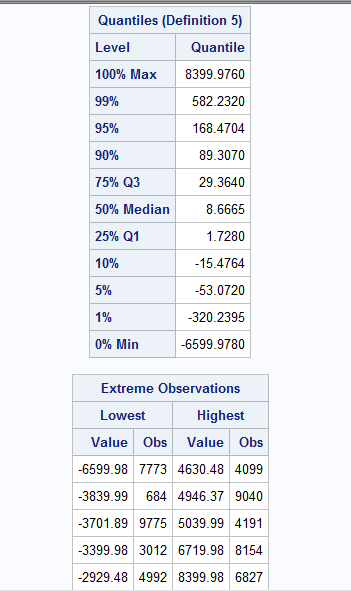 Quantiles (Definition 5)
Level Quantile
100% Max 8399.9760
99% 582.2320
95% 168.4704
90% 89.3070
75% Q3 29.3640
50% Median 8.6665
25% Q1 1.7280
10% -15.4764
5% -53.0720
1% -320.2395
0% Min -6599.9780
Extreme Observations
Lowest Highest
Value Obs Value Obs
-6599.98 7773 4630.48 4099
-3839.99 684 4946.37 9040
-3701.89 9775 5039.99 4191
-3399.98 3012 6719.98 8154
-2929.48 4992 8399.98 6827